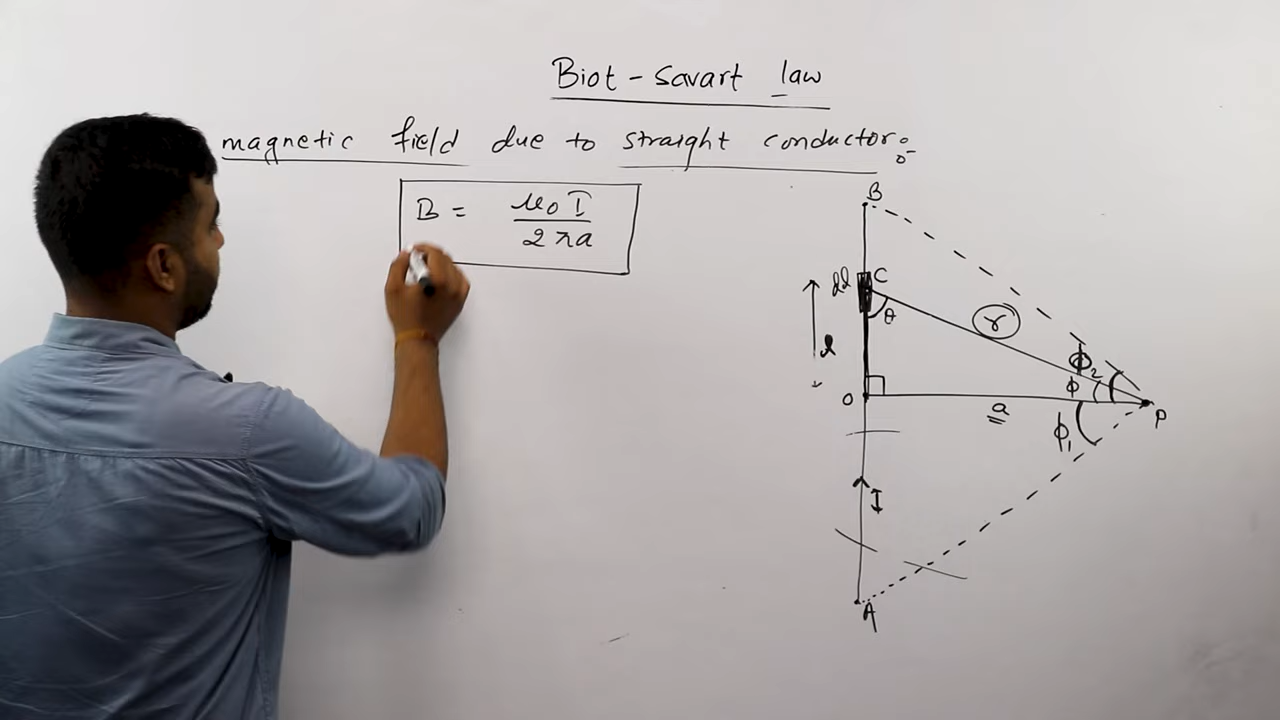 Biot - Savart law
magnetic field due to straight conductor :-
B = μ₀ I / 2πa
B
dl C
θ
r
l
ϕ₂
ϕ
O
a
P
ϕ₁
I
A